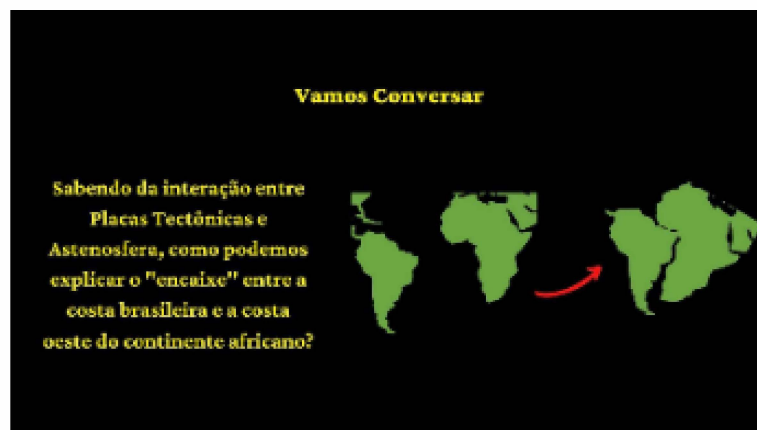 Vamos Conversar
Sabendo da interação entre
Placas Tectônicas e
Astenosfera, como podemos
explicar o "encaixe" entre a
costa brasileira e a costa
oeste do continente africano?